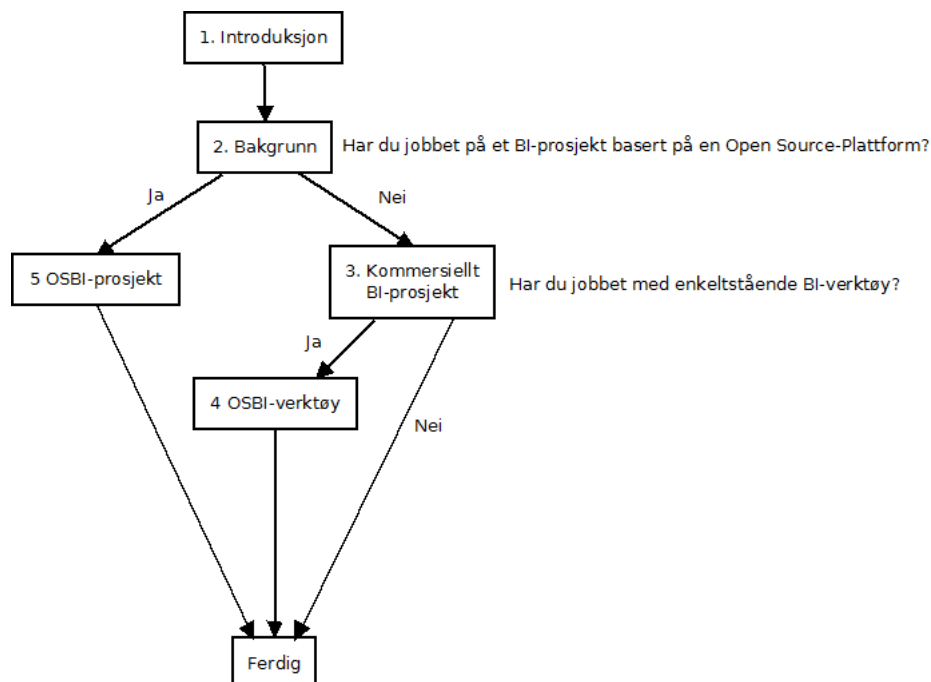 1. Introduksjon
2. Bakgrunn
Har du jobbet på et BI-prosjekt basert på en Open Source-Plattform?
Ja
Nei
5 OSBI-prosjekt
3. Kommersiellt
BI-prosjekt
Har du jobbet med enkeltstående BI-verktøy?
Ja
4 OSBI-verktøy
Nei
Ferdig